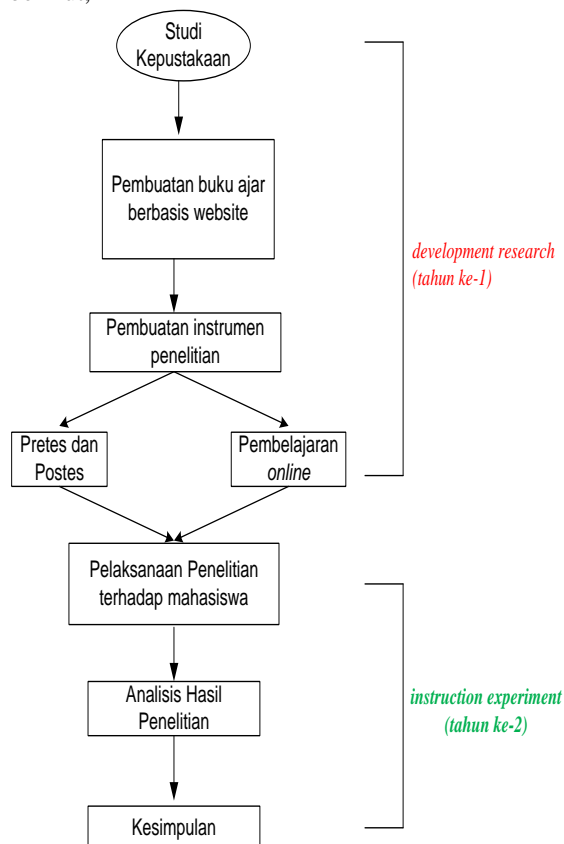 Studi
Kepustakaan
Pembuatan buku ajar
berbasis website
development research
(tahun ke-1)
Pembuatan instrumen
penelitian
Pretes dan
Postes
Pembelajaran
online
Pelaksanaan Penelitian
terhadap mahasiswa
Analisis Hasil
Penelitian
instruction experiment
(tahun ke-2)
Kesimpulan